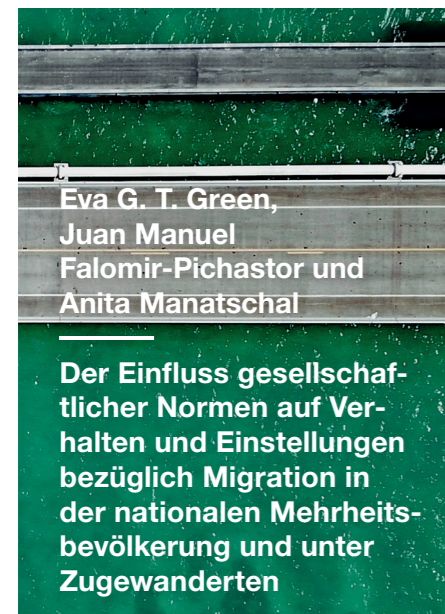 Eva G. T. Green,
Juan Manuel
Falomir-Pichastor und
Anita Manatschal
Der Einfluss gesellschaf-
tlicher Normen auf Ver-
halten und Einstellungen
bezüglich Migration in
der nationalen Mehrheits-
bevölkerung und unter
Zugewanderten